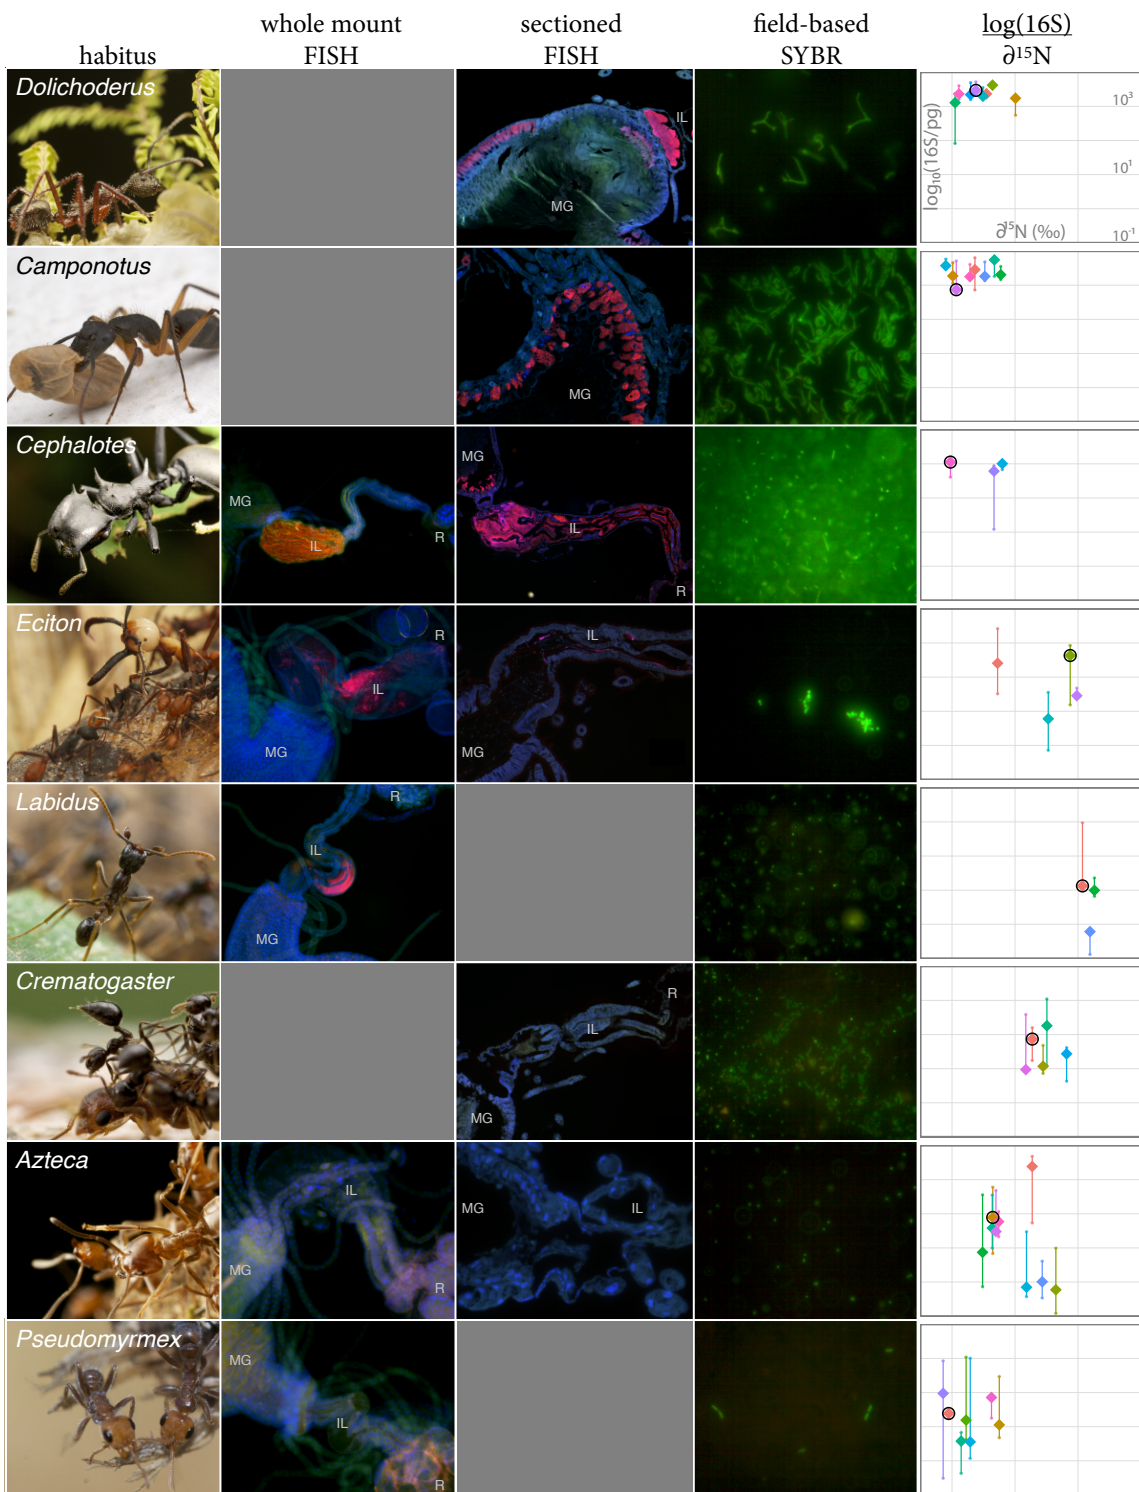 habitus
whole mount
FISH
sectioned
FISH
field-based
SYBR
log(16S)
∂¹⁵N
Dolichoderus
MG
IL
log₁₀(16S/pg)
10³
10¹
10⁻¹
∂¹⁵N (‰)
Camponotus
MG
Cephalotes
MG
IL
R
MG
IL
R
Eciton
MG
IL
R
MG
IL
Labidus
MG
IL
R
Crematogaster
MG
IL
R
Azteca
MG
IL
R
MG
IL
Pseudomyrmex
MG
IL
R